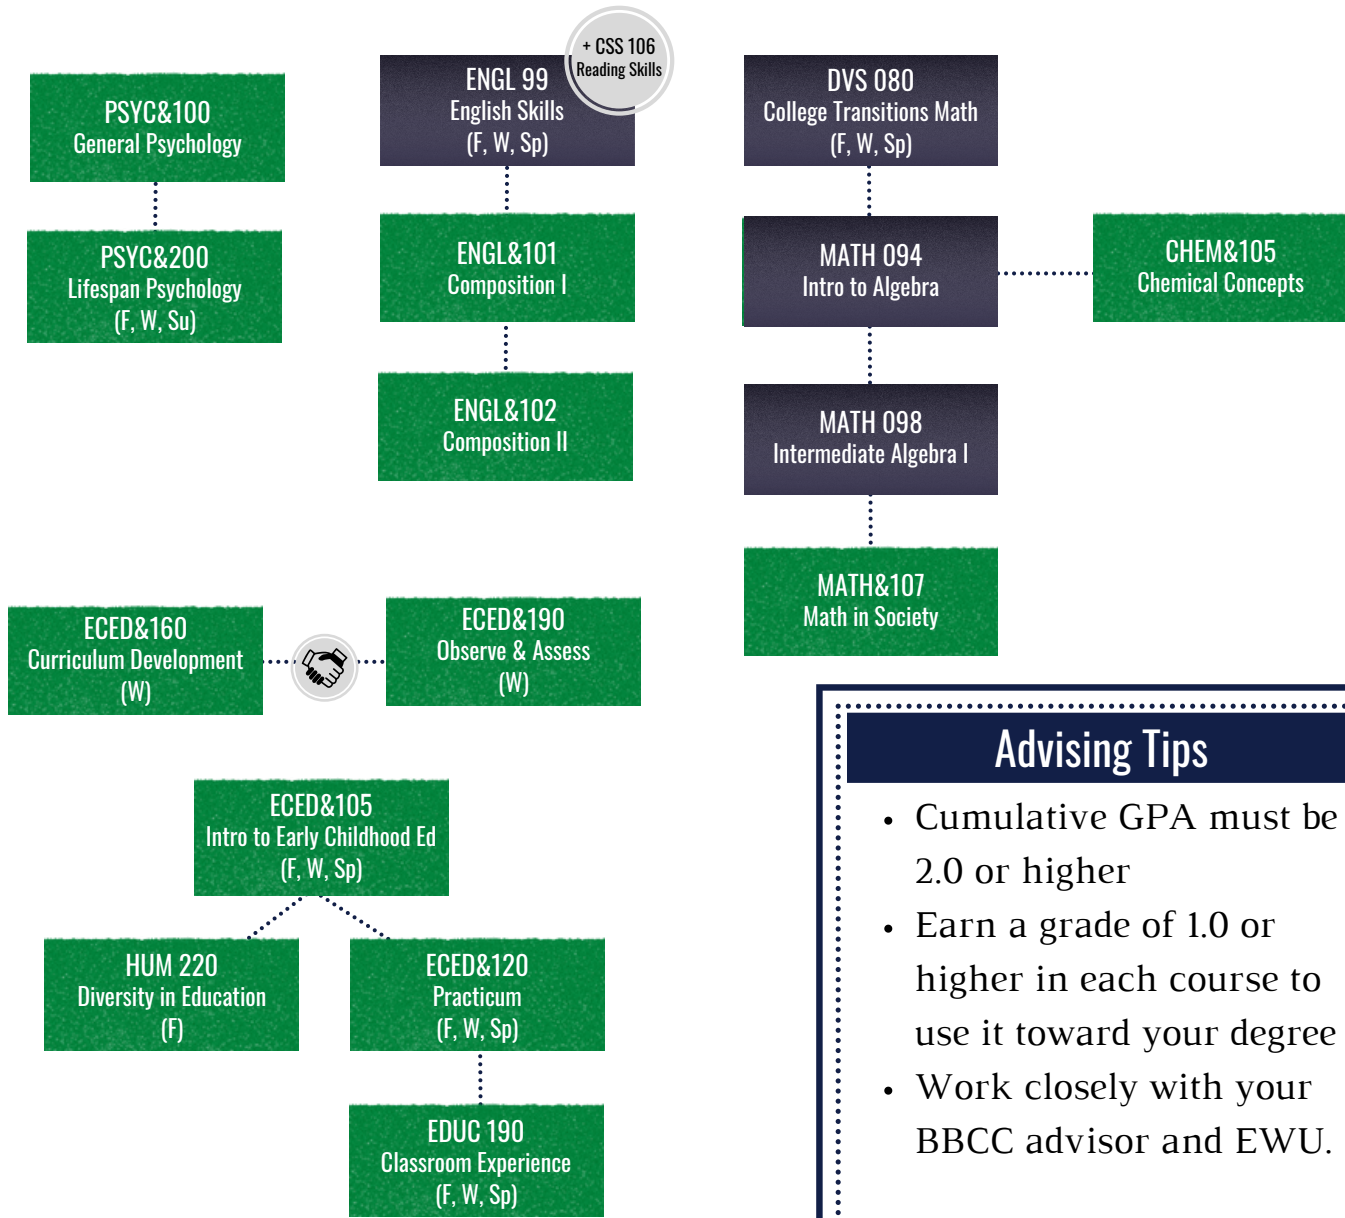 PSYC&100
General Psychology
PSYC&200
Lifespan Psychology
(F, W, Su)
+ CSS 106
Reading Skills
ENGL 99
English Skills
(F, W, Sp)
ENGL&101
Composition I
ENGL&102
Composition II
DVS 080
College Transitions Math
(F, W, Sp)
MATH 094
Intro to Algebra
CHEM&105
Chemical Concepts
MATH 098
Intermediate Algebra I
MATH&107
Math in Society
ECED&160
Curriculum Development
(W)
ECED&190
Observe & Assess
(W)
ECED&105
Intro to Early Childhood Ed
(F, W, Sp)
HUM 220
Diversity in Education
(F)
ECED&120
Practicum
(F, W, Sp)
EDUC 190
Classroom Experience
(F, W, Sp)
Advising Tips
• Cumulative GPA must be
2.0 or higher
• Earn a grade of 1.0 or
higher in each course to
use it toward your degree
• Work closely with your
BBCC advisor and EWU.